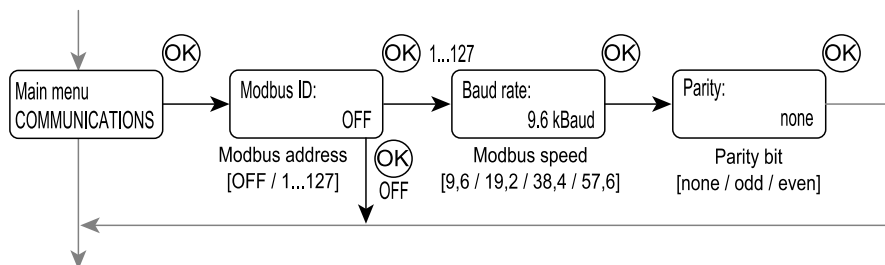 OK
OK 1...127
OK
OK
Main menu
COMMUNICATIONS
Modbus ID:
OFF
Baud rate:
9.6 kBaud
Parity:
none
Modbus address
[OFF / 1...127]
OK
OFF
Modbus speed
[9,6 / 19,2 / 38,4 / 57,6]
Parity bit
[none / odd / even]